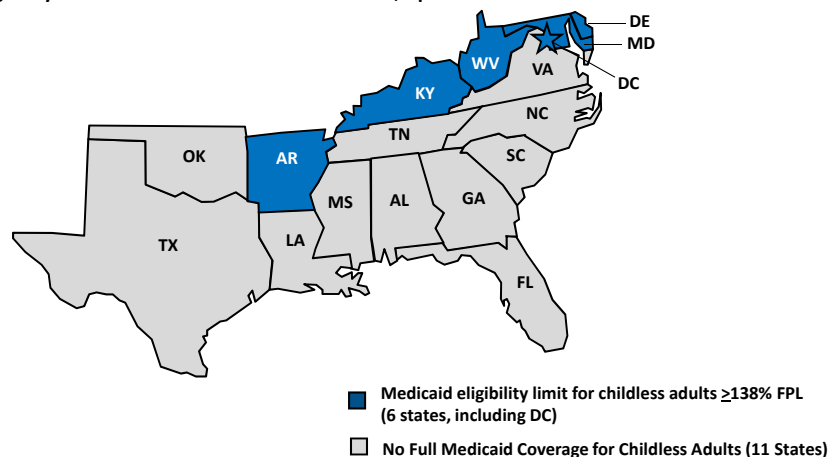 DE
MD
WV
VA
DC
KY
NC
TN
OK
AR
SC
MS
AL
GA
TX
LA
FL
Medicaid eligibility limit for childless adults ≥138% FPL
(6 states, including DC)
No Full Medicaid Coverage for Childless Adults (11 States)